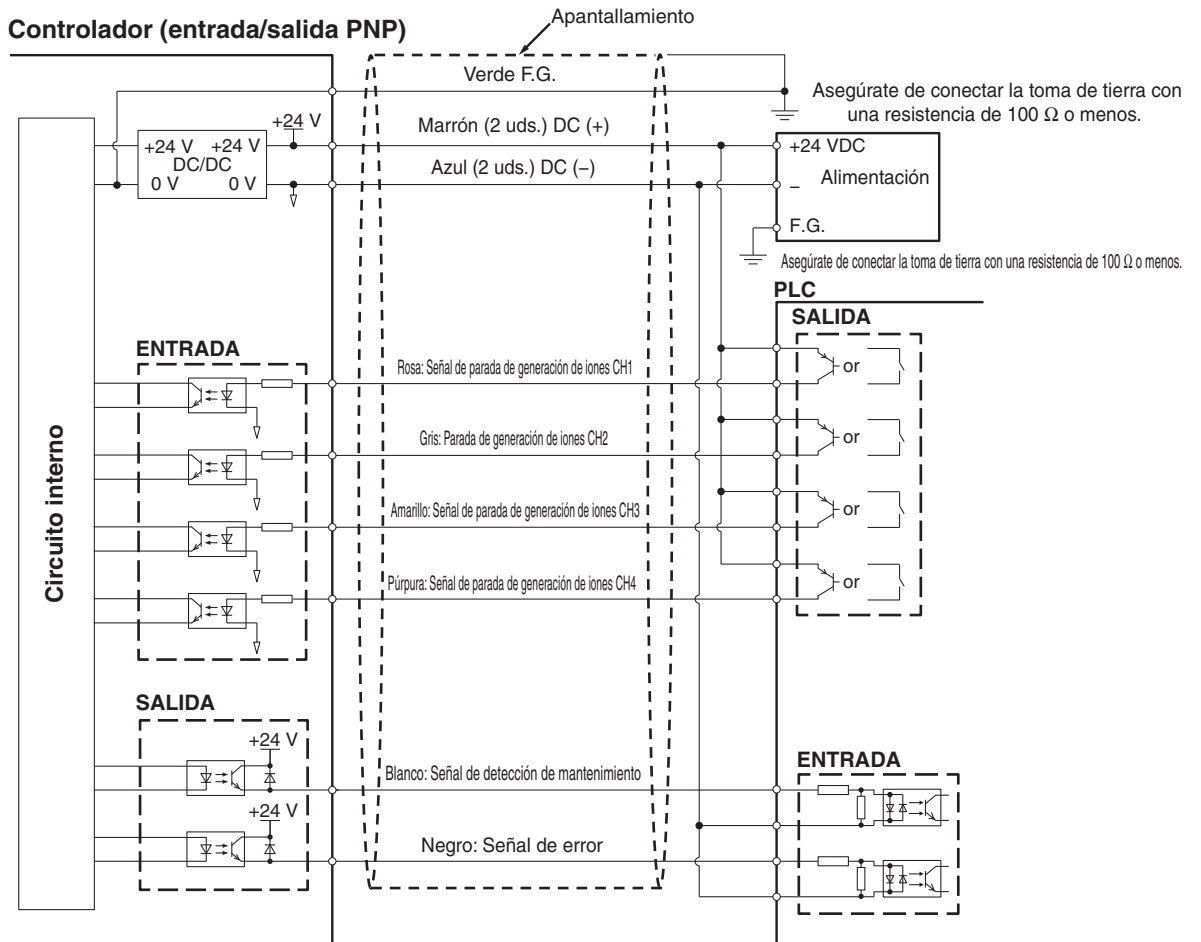 Controlador (entrada/salida PNP)
Apantallamiento
Verde F.G.
Asegúrate de conectar la toma de tierra con
una resistencia de 100 Ω o menos.
+24 V
Marrón (2 uds.) DC (+)
+24 VDC
+24 V +24 V
DC/DC
0 V 0 V
Azul (2 uds.) DC (−)
−
Alimentación
F.G.
Asegúrate de conectar la toma de tierra con una resistencia de 100 Ω o menos.
PLC
SALIDA
ENTRADA
Rosa: Señal de parada de generación de iones CH1
or
Gris: Parada de generación de iones CH2
or
Amarillo: Señal de parada de generación de iones CH3
or
Púrpura: Señal de parada de generación de iones CH4
or
Circuito interno
SALIDA
+24 V
ENTRADA
Blanco: Señal de detección de mantenimiento
+24 V
Negro: Señal de error